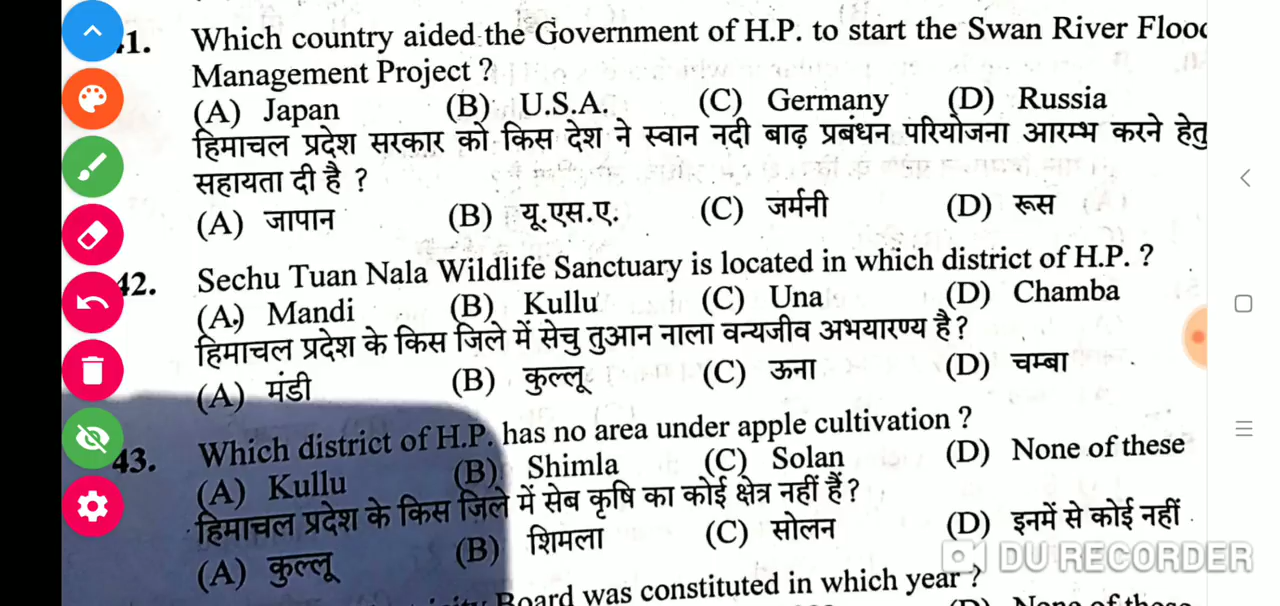 41. Which country aided the Government of H.P. to start the Swan River Flood
Management Project ?
(A) Japan (B) U.S.A. (C) Germany (D) Russia
हिमाचल प्रदेश सरकार को किस देश ने स्वान नदी बाढ़ प्रबंधन परियोजना आरम्भ करने हेतु
सहायता दी है ?
(A) जापान (B) यू.एस.ए. (C) जर्मनी (D) रूस
42. Sechu Tuan Nala Wildlife Sanctuary is located in which district of H.P. ?
(A) Mandi (B) Kullu (C) Una (D) Chamba
हिमाचल प्रदेश के किस जिले में सेचु तुआन नाला वन्यजीव अभयारण्य है?
(A) मंडी (B) कुल्लू (C) ऊना (D) चम्बा
43. Which district of H.P. has no area under apple cultivation ?
(A) Kullu (B) Shimla (C) Solan (D) None of these
हिमाचल प्रदेश के किस जिले में सेब कृषि का कोई क्षेत्र नहीं हैं?
(A) कुल्लू (B) शिमला (C) सोलन (D) इनमें से कोई नहीं
DU RECORDER
Board was constituted in which year ?
(D) None of these